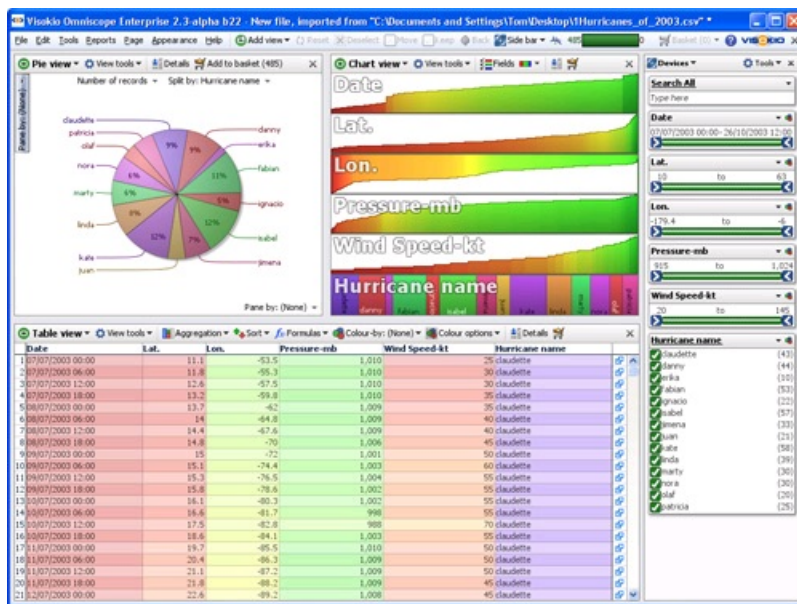 Visokio Omniscope Enterprise 2.3-alpha b22 - New file, imported from "C:\Documents and Settings\Tom\Desktop\1Hurricanes_of_2003.csv" *
File Edit Tools Reports Page Appearance Help Add view Reset Deselect Move Keep Back Side bar 485 0 Basket (0) VISOKIO
Pie view View tools Details Add to basket (485)
Number of records Split by: Hurricane name
Pane by: (None)
claudette
patricia
olaf
nora
marty
linda
kate
juan
danny
erika
fabian
ignacio
isabel
jimena
9%
9%
11%
5%
12%
7%
12%
8%
6%
6%
Pane by: (None)
Chart view View tools Fields
Date
Lat.
Lon.
Pressure-mb
Wind Speed-kt
Hurricane name
danny
fabian
isabel
kate
Devices Tools
Search All
Type here
Date
07/07/2003 00:00- 26/10/2003 12:00
Lat.
10 to 63
Lon.
-179.4 to -6
Pressure-mb
915 to 1,024
Wind Speed-kt
20 to 145
Hurricane name
claudette (43)
danny (44)
erika (10)
fabian (53)
ignacio (22)
isabel (57)
jimena (33)
juan (21)
kate (58)
linda (39)
marty (30)
nora (30)
olaf (20)
patricia (25)
Table view View tools Aggregation Sort Formulas Colour-by: (None) Colour options Details
Date Lat. Lon. Pressure-mb Wind Speed-kt Hurricane name
1 07/07/2003 00:00 11.1 -53.5 1,010 25 claudette
2 07/07/2003 06:00 11.8 -55.3 1,010 30 claudette
3 07/07/2003 12:00 12.6 -57.5 1,010 30 claudette
4 07/07/2003 18:00 13.2 -59.8 1,010 35 claudette
5 08/07/2003 00:00 13.7 -62 1,009 35 claudette
6 08/07/2003 06:00 14 -64.8 1,009 40 claudette
7 08/07/2003 12:00 14.4 -67.6 1,009 40 claudette
8 08/07/2003 18:00 14.8 -70 1,006 45 claudette
9 09/07/2003 00:00 15 -72 1,001 50 claudette
10 09/07/2003 06:00 15.1 -74.4 1,003 60 claudette
11 09/07/2003 12:00 15.3 -76.5 1,004 55 claudette
12 09/07/2003 18:00 15.8 -78.6 1,002 55 claudette
13 10/07/2003 00:00 16.1 -80.3 1,002 55 claudette
14 10/07/2003 06:00 16.6 -81.7 998 55 claudette
15 10/07/2003 12:00 17.5 -82.8 988 70 claudette
16 10/07/2003 18:00 18.6 -84.1 1,003 55 claudette
17 11/07/2003 00:00 19.7 -85.5 1,010 50 claudette
18 11/07/2003 06:00 20.4 -86.3 1,009 50 claudette
19 11/07/2003 12:00 21.1 -87.2 1,009 50 claudette
20 11/07/2003 18:00 21.8 -88.2 1,009 45 claudette
21 12/07/2003 00:00 22.6 -89.2 1,008 45 claudette